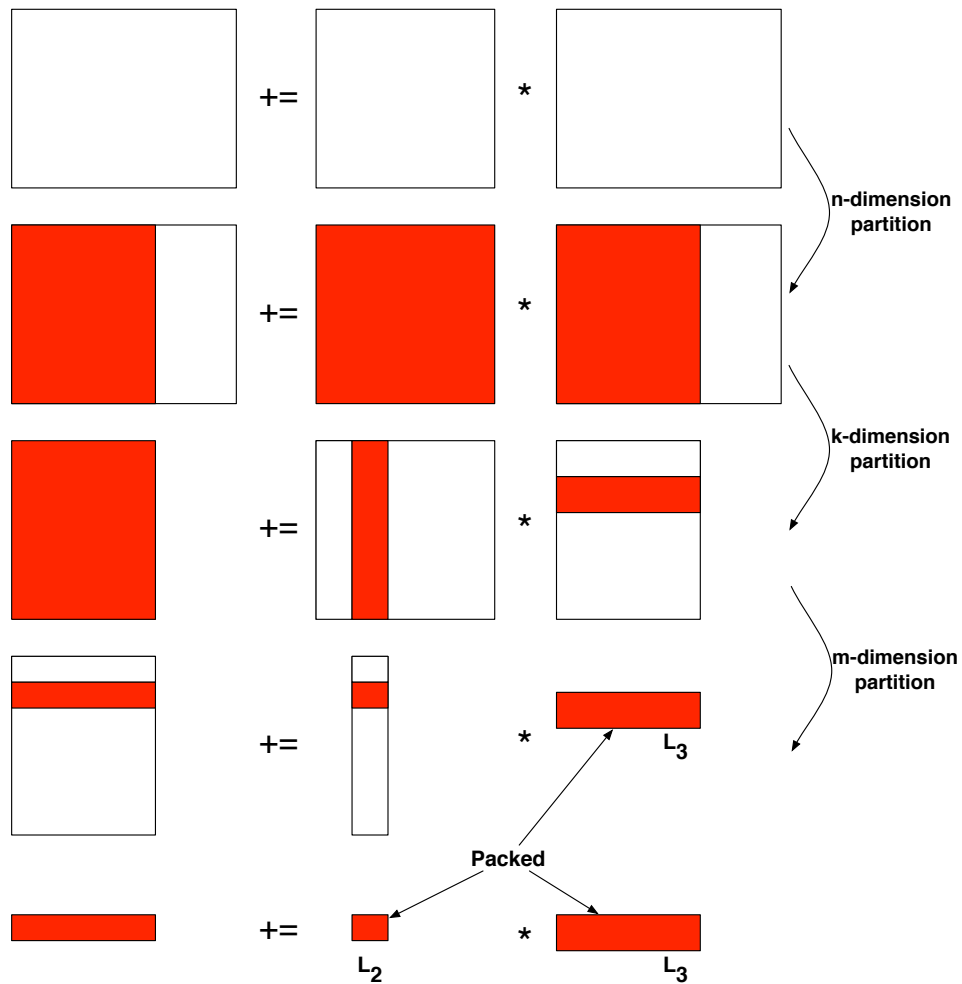 += *
n-dimension
partition
+= *
k-dimension
partition
+= *
m-dimension
partition
+= *
L3
Packed
+= *
L2 L3